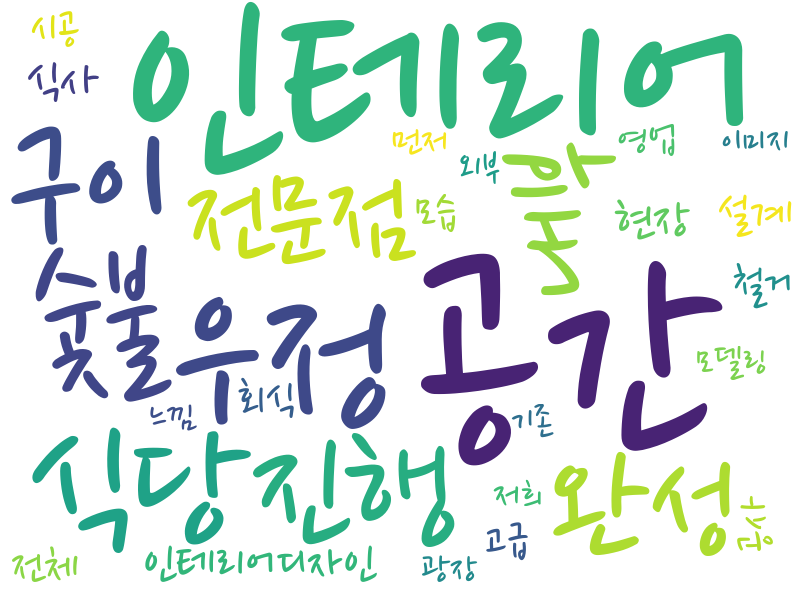 시공
식사
인테리어
구이
전문점
먼저
모습
외부
영업
이미지
현장
설계
철거
숯불
우정
공간
모델링
느낌
회식
기존
식당
진행
저희
고급
완성
전체
인테리어디자인
광장